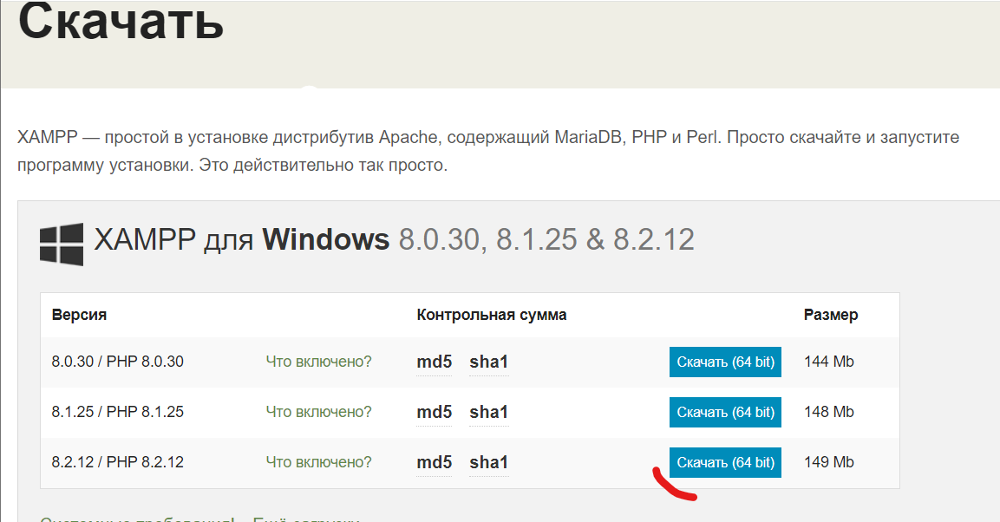 Скачать
XAMPP — простой в установке дистрибутив Apache, содержащий MariaDB, PHP и Perl. Просто скачайте и запустите
программу установки. Это действительно так просто.
XAMPP для Windows 8.0.30, 8.1.25 & 8.2.12
Версия Контрольная сумма Размер
8.0.30 / PHP 8.0.30 Что включено? md5 sha1 Скачать (64 bit) 144 Mb
8.1.25 / PHP 8.1.25 Что включено? md5 sha1 Скачать (64 bit) 148 Mb
8.2.12 / PHP 8.2.12 Что включено? md5 sha1 Скачать (64 bit) 149 Mb
Системные требования! Ещё загрузки